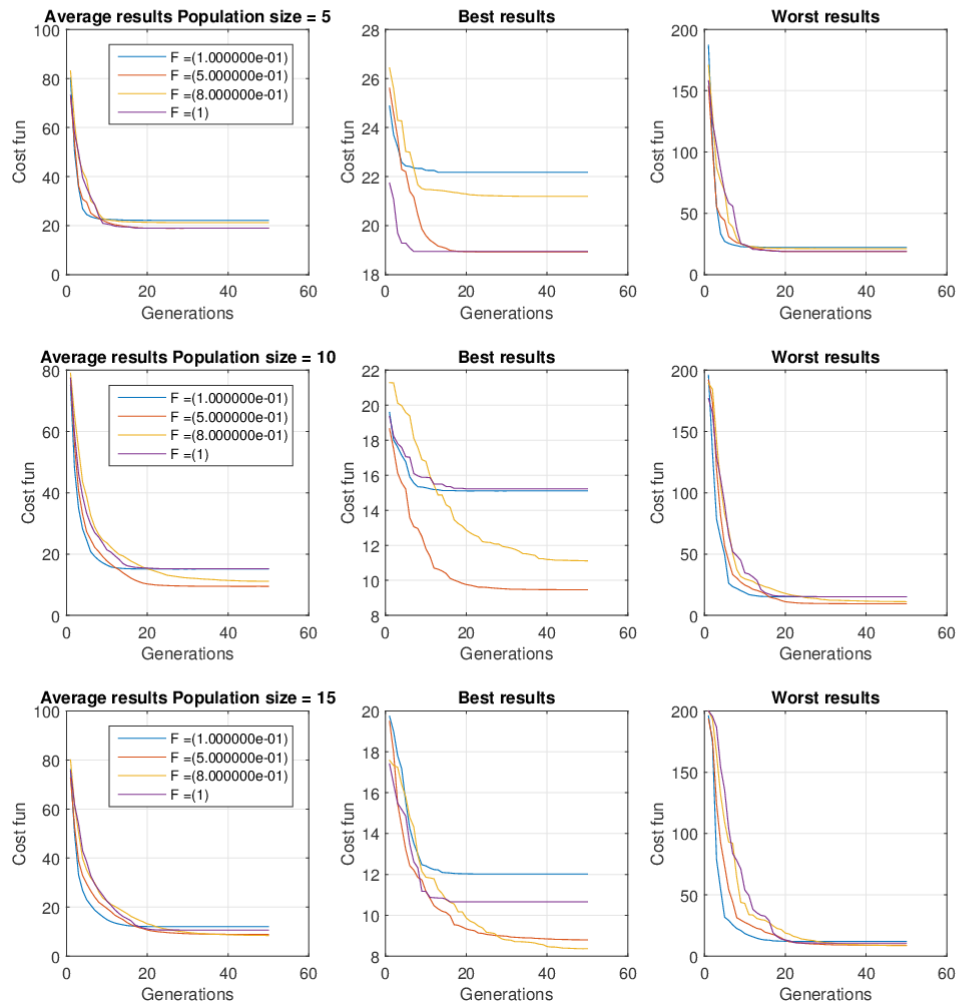 Average results Population size = 5
100
80
60
40
20
0
Cost fun
F =(1.000000e-01)
F =(5.000000e-01)
F =(8.000000e-01)
F =(1)
0 20 40 60
Generations
Best results
28
26
24
22
20
18
Cost fun
0 20 40 60
Generations
Worst results
200
150
100
50
0
Cost fun
0 20 40 60
Generations
Average results Population size = 10
80
60
40
20
0
Cost fun
F =(1.000000e-01)
F =(5.000000e-01)
F =(8.000000e-01)
F =(1)
0 20 40 60
Generations
Best results
22
20
18
16
14
12
10
8
Cost fun
0 20 40 60
Generations
Worst results
200
150
100
50
0
Cost fun
0 20 40 60
Generations
Average results Population size = 15
100
80
60
40
20
0
Cost fun
F =(1.000000e-01)
F =(5.000000e-01)
F =(8.000000e-01)
F =(1)
0 20 40 60
Generations
Best results
20
18
16
14
12
10
8
Cost fun
0 20 40 60
Generations
Worst results
200
150
100
50
0
Cost fun
0 20 40 60
Generations